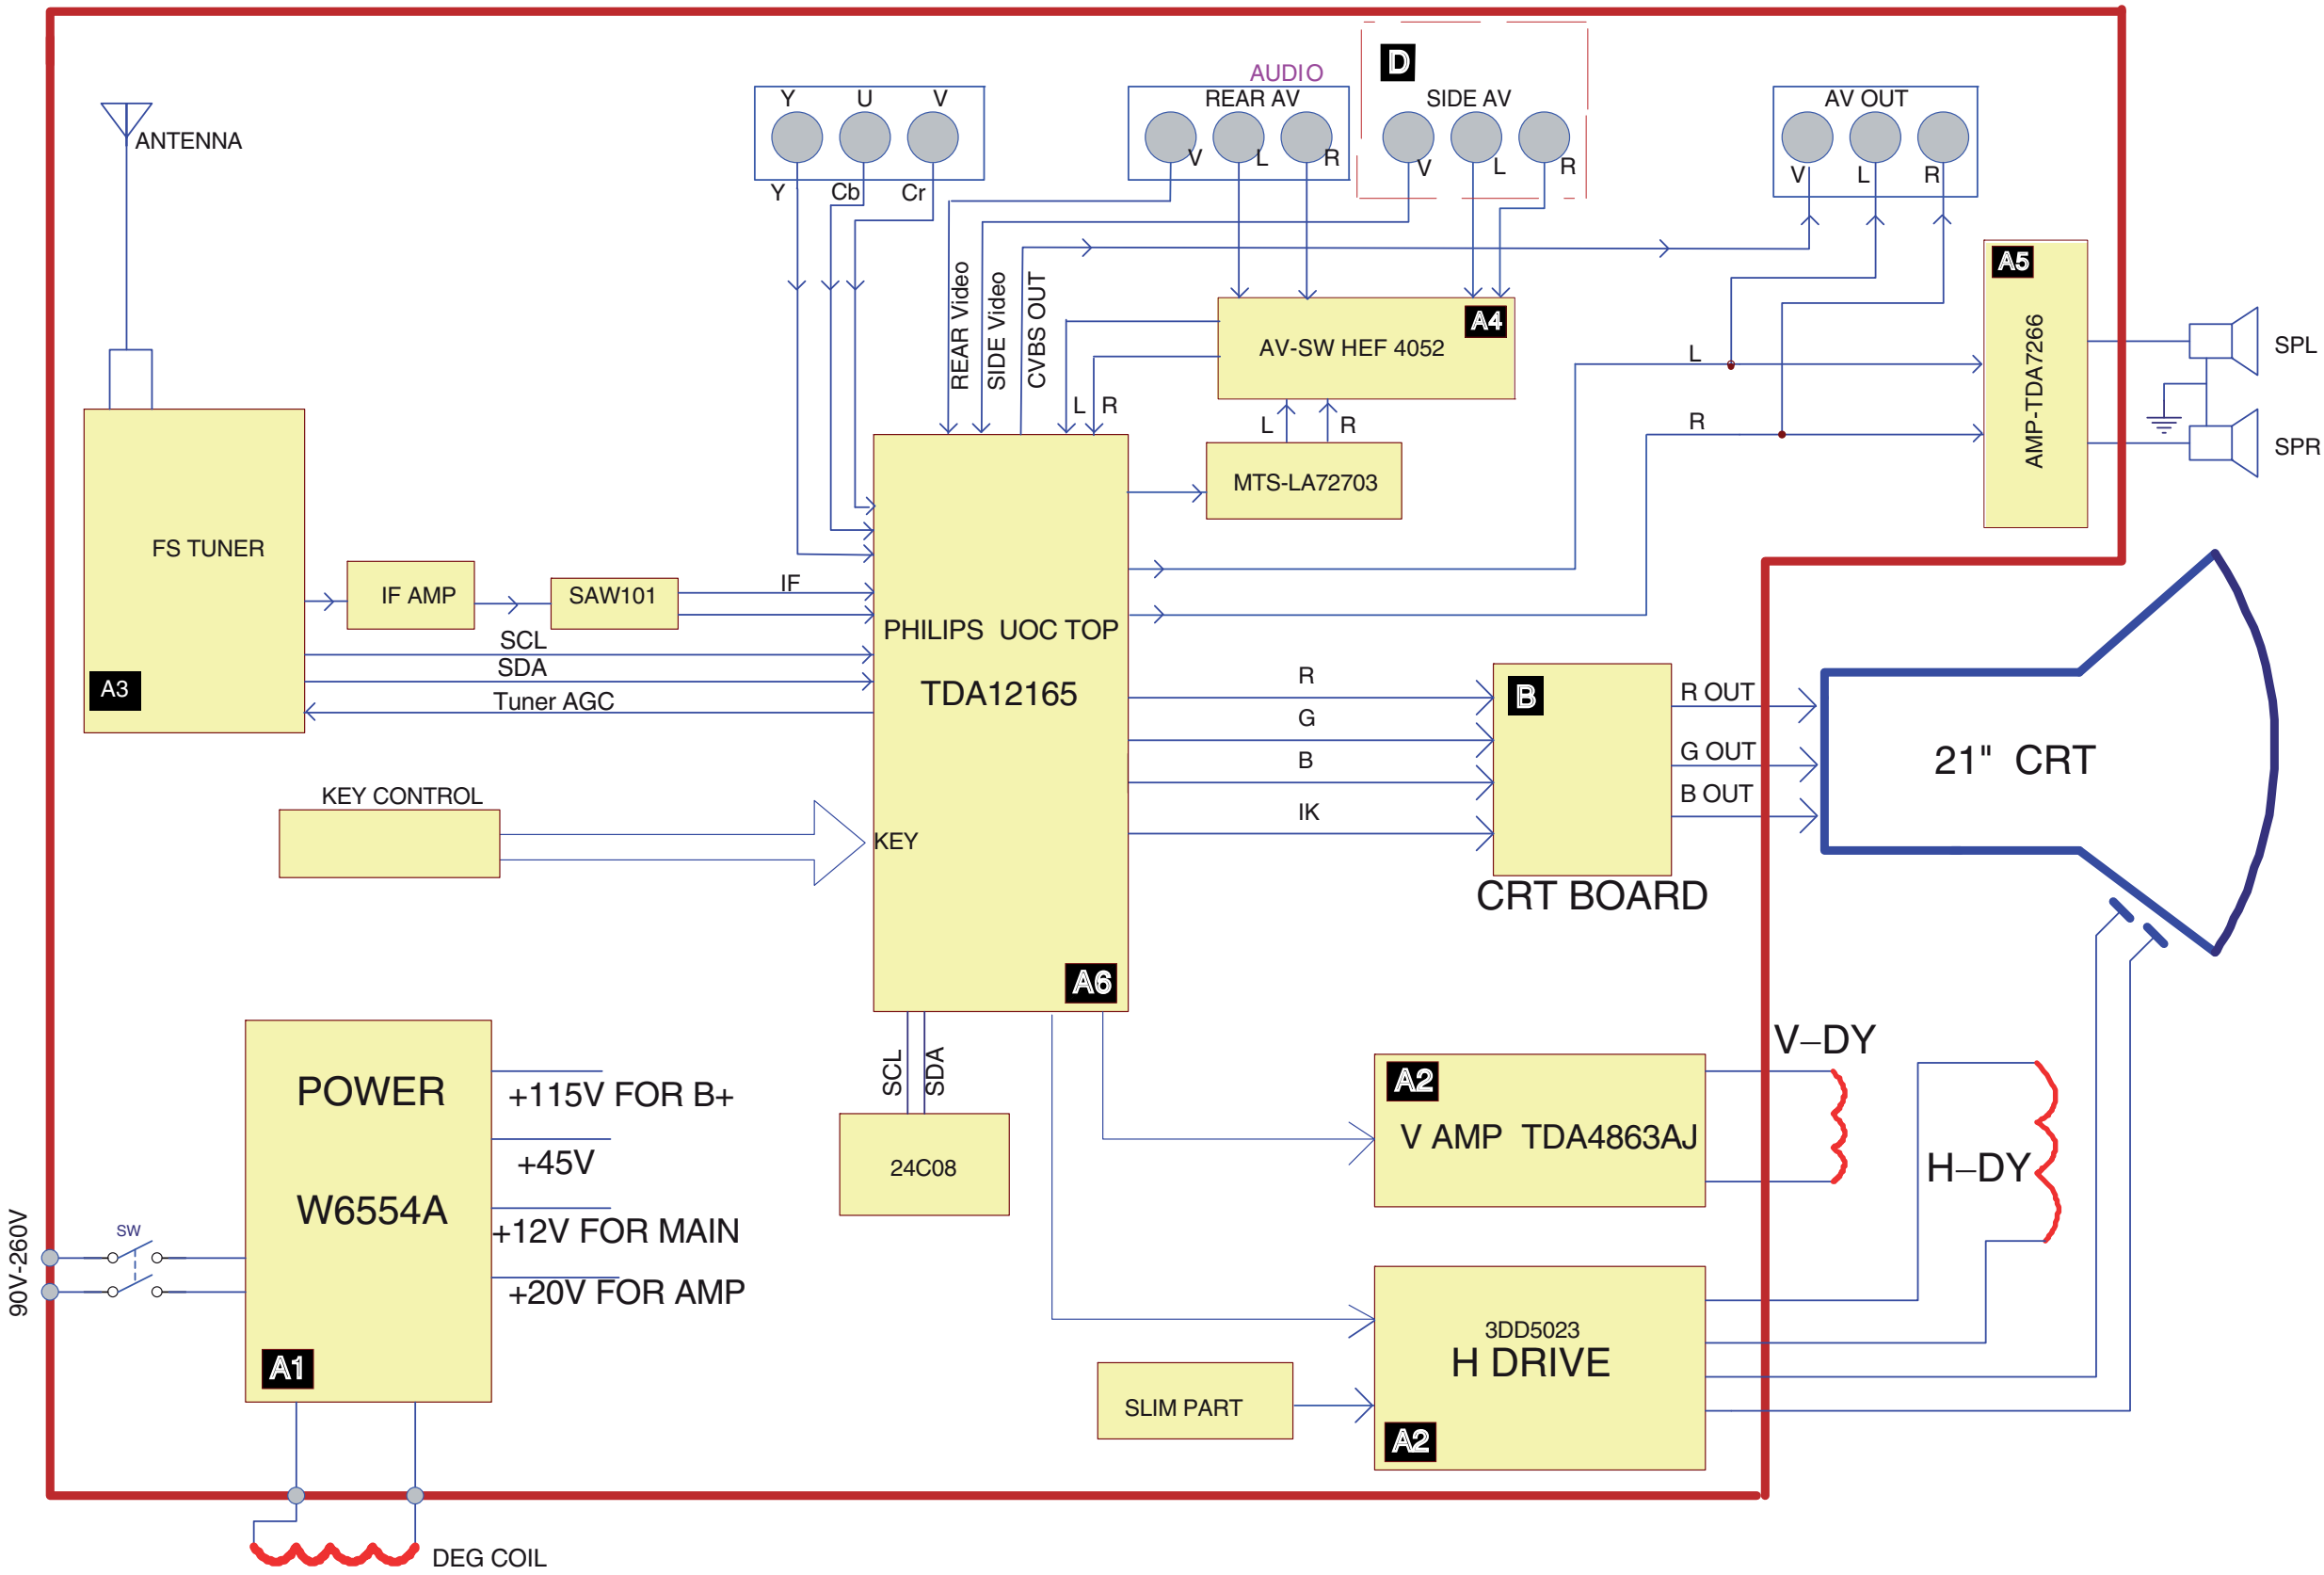 D
AUDIO
Y U V
REAR AV
SIDE AV
AV OUT
ANTENNA
V L R
V L R
V L R
Y Cb Cr
REAR Video
SIDE Video
CVBS OUT
A5
AMP-TDA7266
A4
AV-SW HEF 4052
SPL
L
L R
L R
R
SPR
MTS-LA72703
FS TUNER
IF AMP
SAW101
IF
PHILIPS UOC TOP
TDA12165
SCL
SDA
Tuner AGC
A3
R
G
B
IK
B
R OUT
G OUT
B OUT
21" CRT
KEY CONTROL
KEY
CRT BOARD
A6
SCL
SDA
V–DY
POWER
W6554A
+115V FOR B+
+45V
+12V FOR MAIN
+20V FOR AMP
A2
V AMP TDA4863AJ
24C08
H–DY
SW
90V-260V
A1
3DD5023
H DRIVE
SLIM PART
A2
DEG COIL